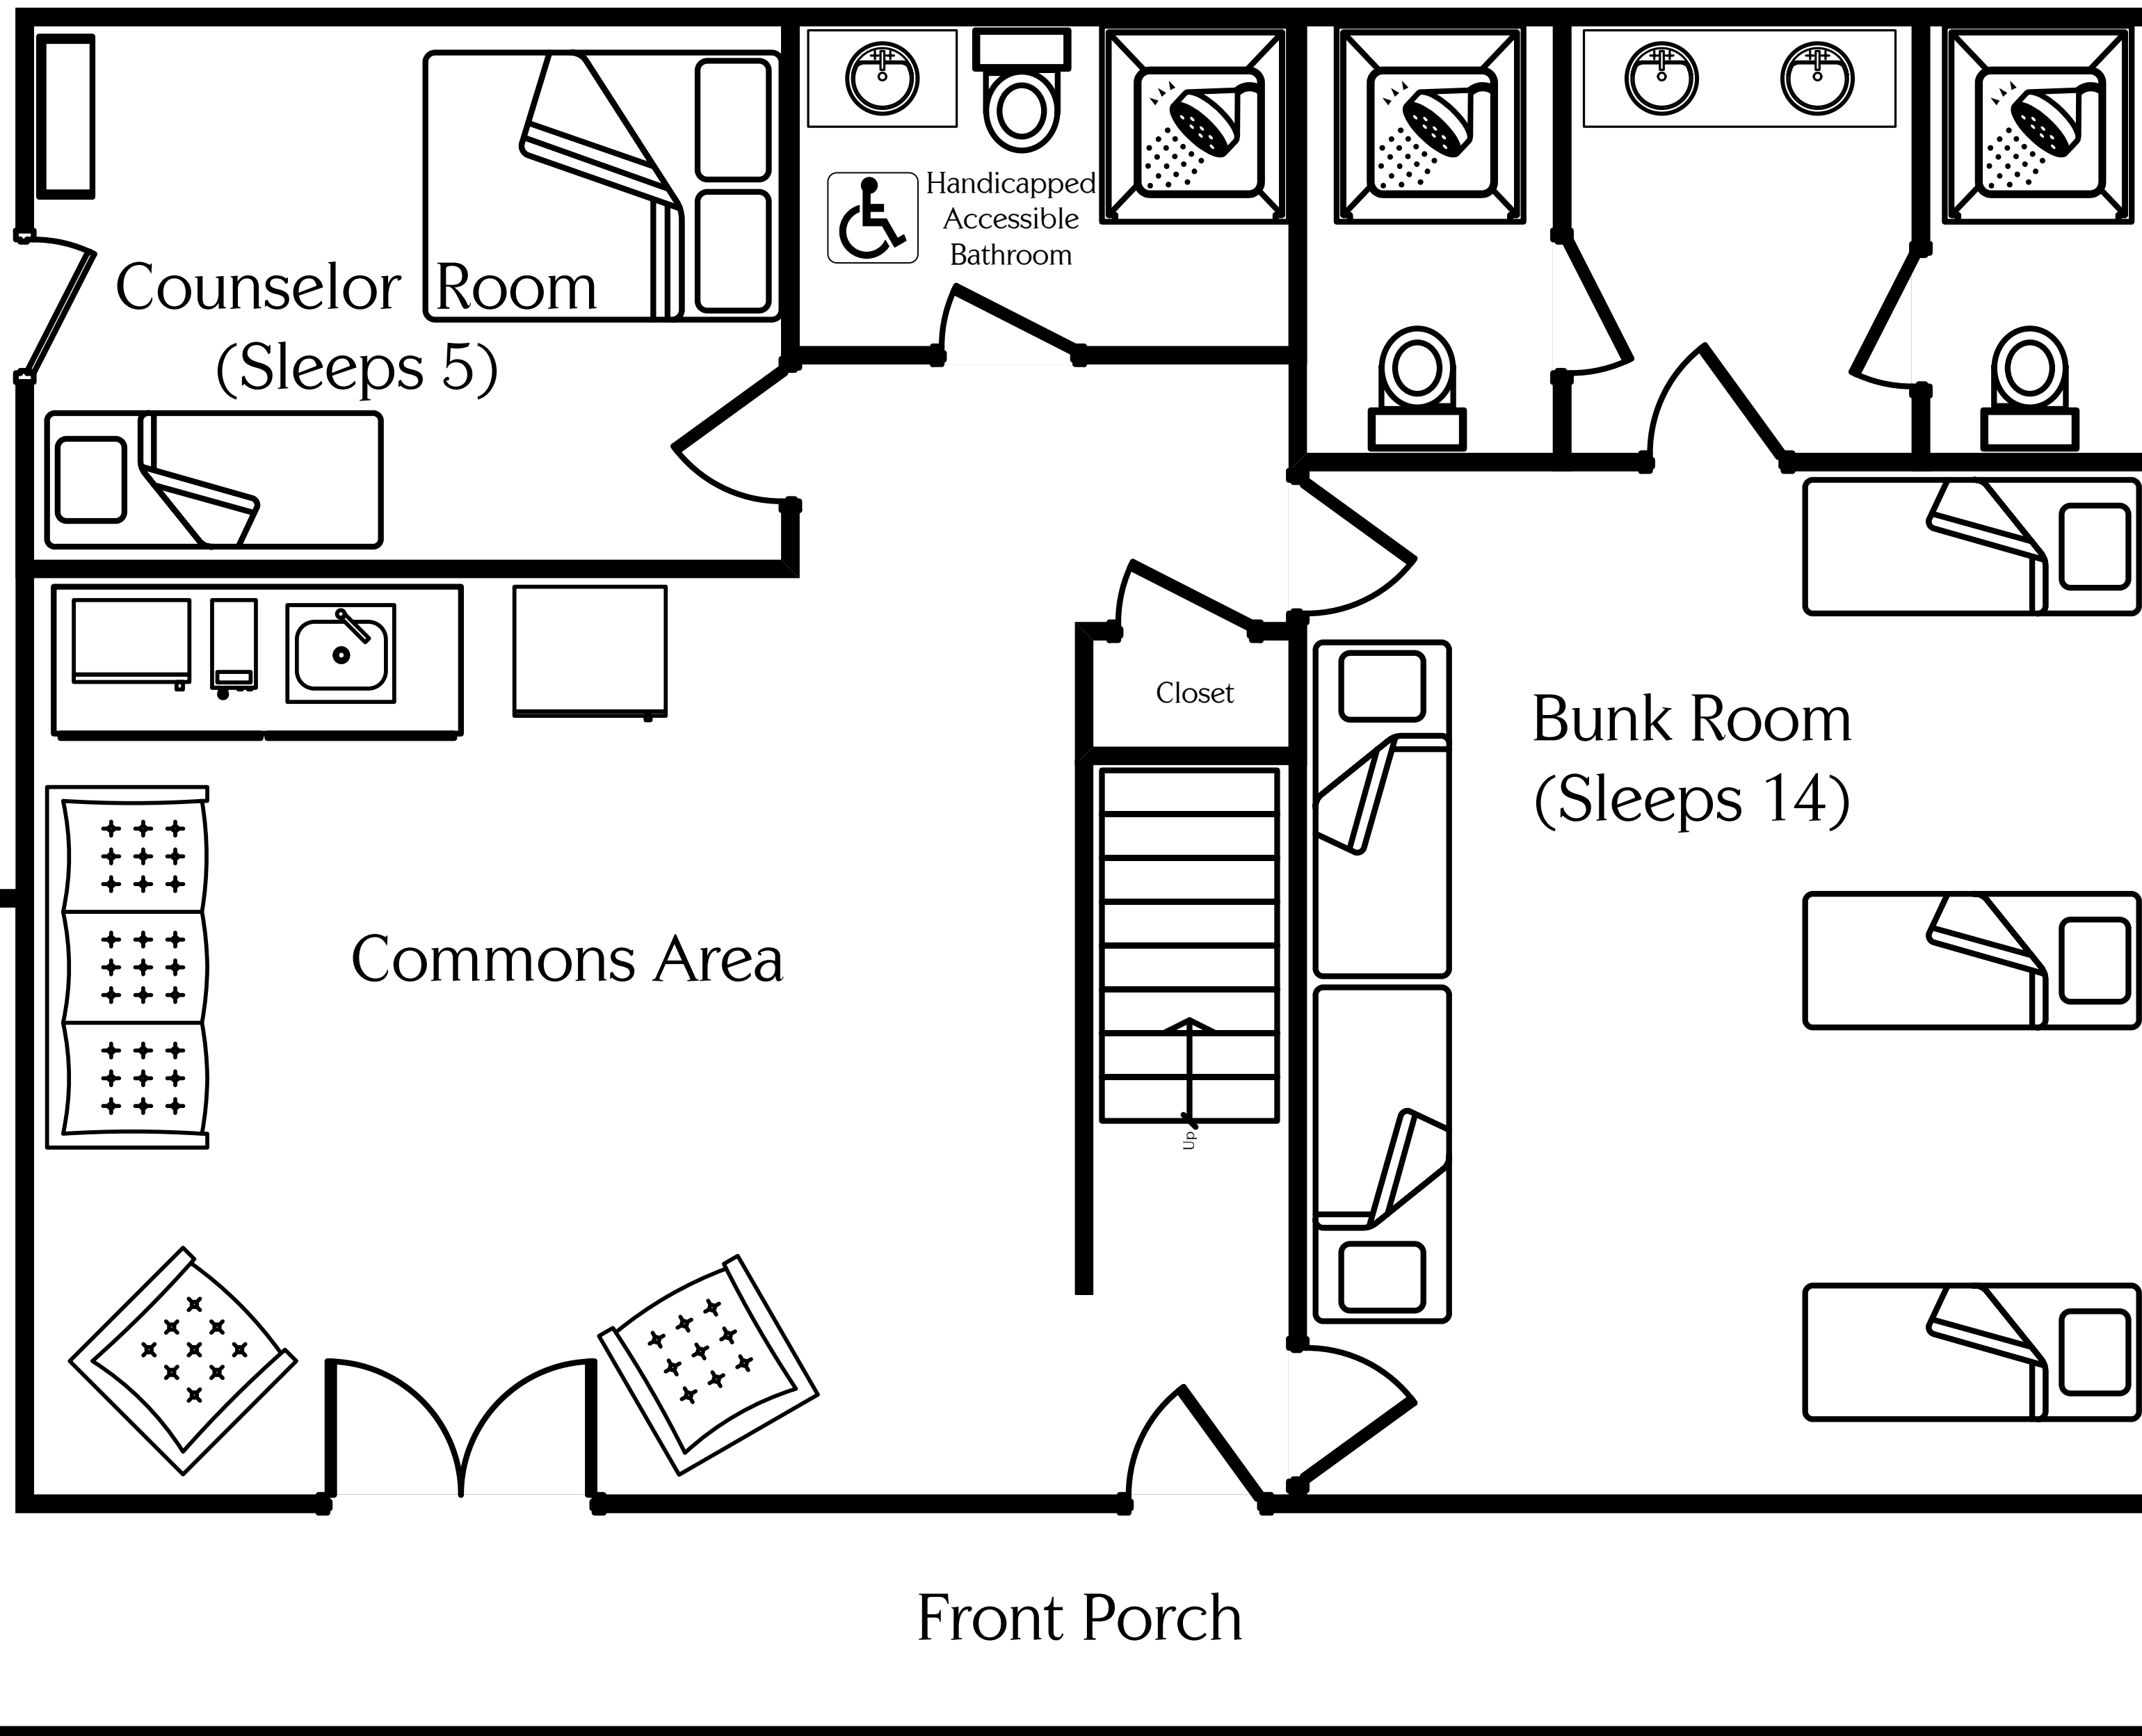 Handicapped
Accessible
Bathroom
Counselor Room
(Sleeps 5)
Closet
Bunk Room
(Sleeps 14)
Commons Area
Up
Front Porch